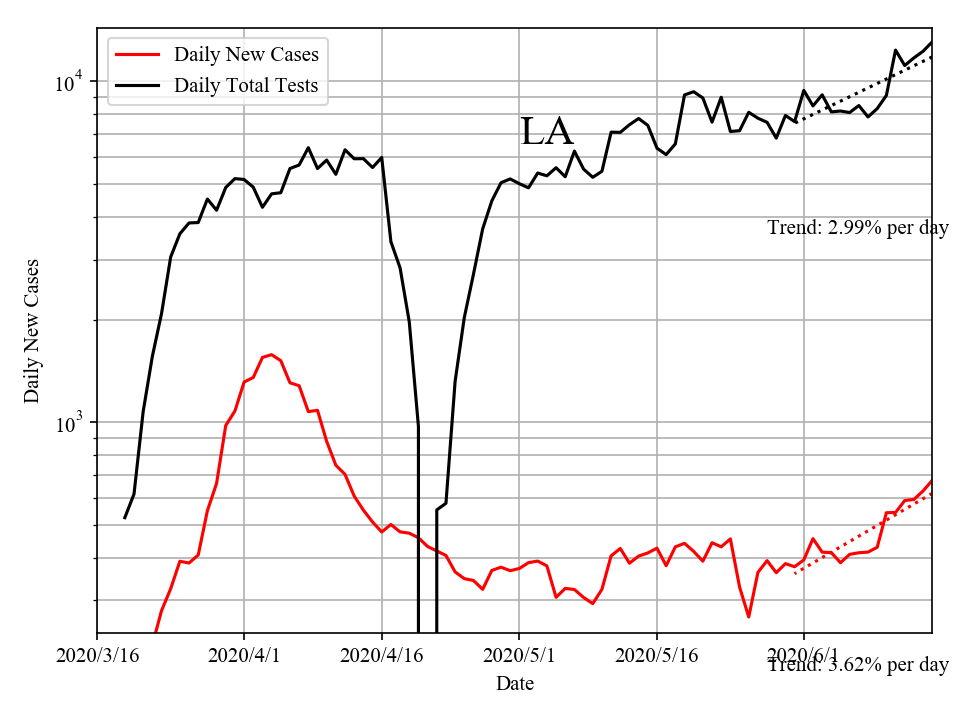 Daily New Cases
Daily Total Tests
LA
10^4
10^3
Trend: 2.99% per day
Daily New Cases
2020/3/16
2020/4/1
2020/4/16
2020/5/1
2020/5/16
2020/6/1
Trend: 3.62% per day
Date